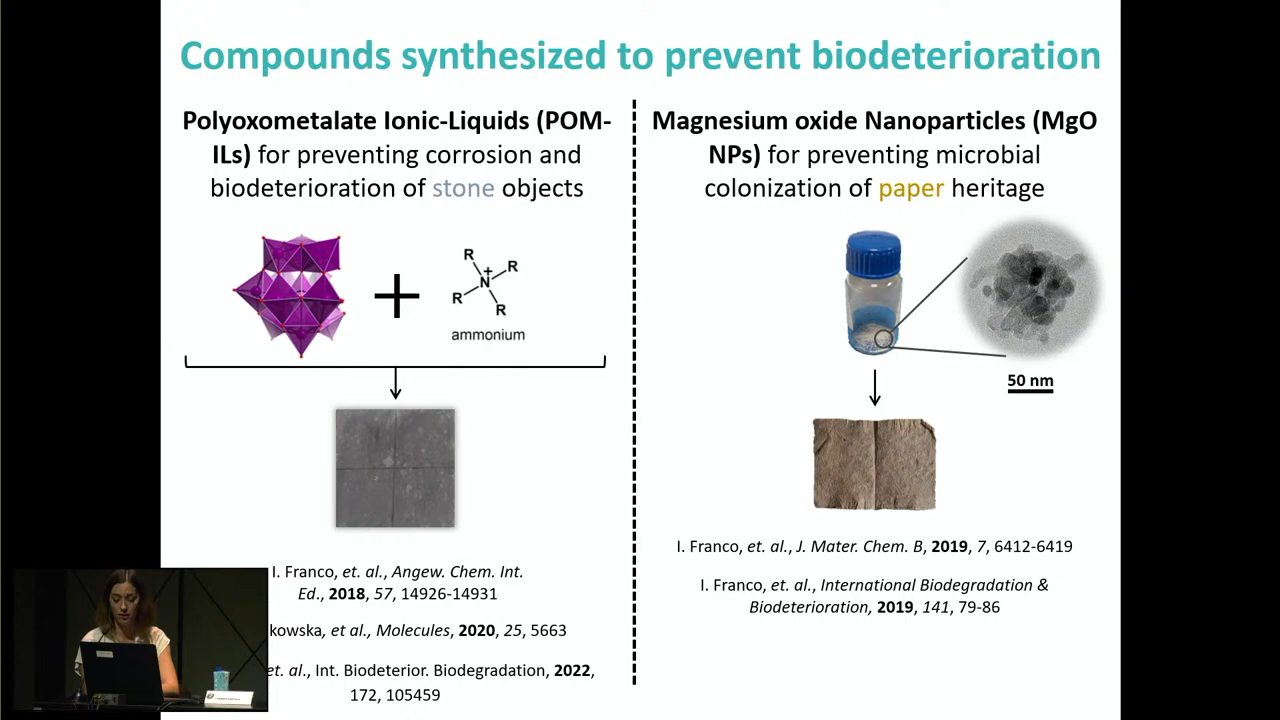 Compounds synthesized to prevent biodeterioration
Polyoxometalate Ionic-Liquids (POM-
ILs) for preventing corrosion and
biodeterioration of stone objects
R
R
N
+
R
R
ammonium
I. Franco, et. al., Angew. Chem. Int.
Ed., 2018, 57, 14926-14931
kowska, et al., Molecules, 2020, 25, 5663
et. al., Int. Biodeterior. Biodegradation, 2022,
172, 105459
Magnesium oxide Nanoparticles (MgO
NPs) for preventing microbial
colonization of paper heritage
50 nm
I. Franco, et. al., J. Mater. Chem. B, 2019, 7, 6412-6419
I. Franco, et. al., International Biodegradation &
Biodeterioration, 2019, 141, 79-86